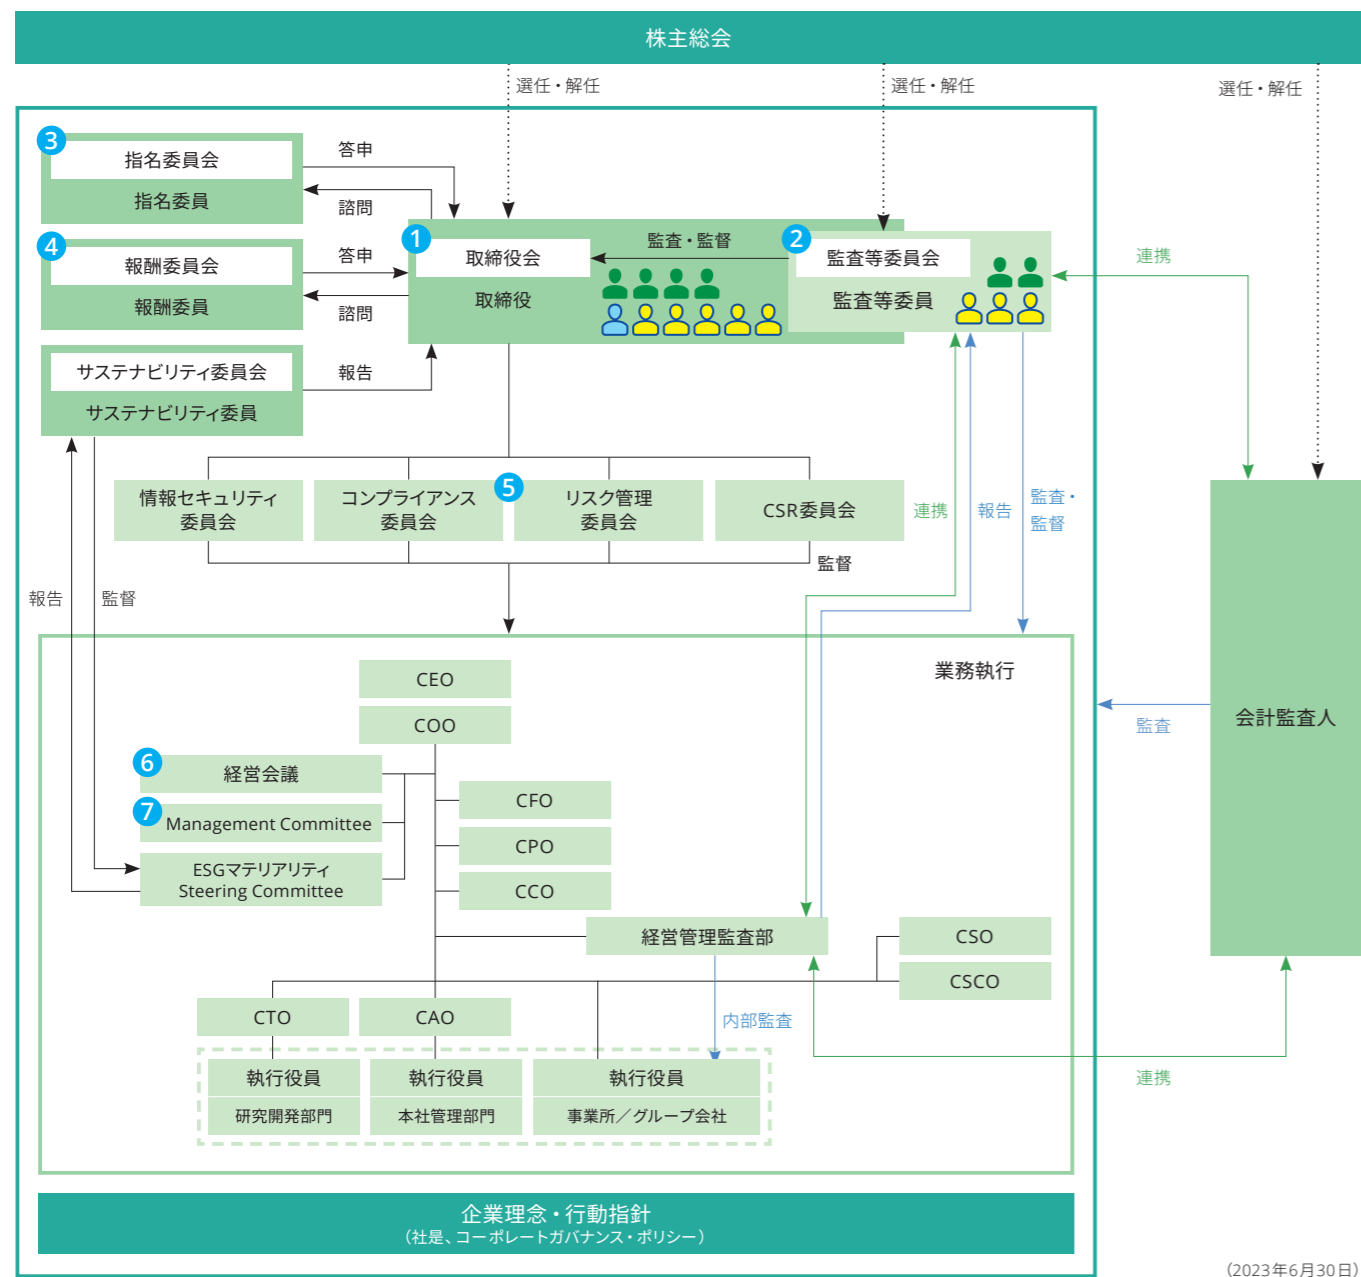 株主総会
選任・解任
選任・解任
選任・解任
3
指名委員会
指名委員
答申
諮問
4
報酬委員会
報酬委員
答申
諮問
1
取締役会
取締役
監査・監督
2
監査等委員会
監査等委員
連携
サステナビリティ委員会
サステナビリティ委員
報告
情報セキュリティ
委員会
コンプライアンス
委員会
5
リスク管理
委員会
CSR委員会
連携
報告
監査・
監督
監督
報告
監督
業務執行
CEO
COO
6
経営会議
7
Management Committee
ESGマテリアリティ
Steering Committee
CFO
CPO
CCO
経営管理監査部
CSO
CSCO
監査
会計監査人
CTO
CAO
内部監査
連携
執行役員
研究開発部門
執行役員
本社管理部門
執行役員
事業所／グループ会社
企業理念・行動指針
（社是、コーポレートガバナンス・ポリシー）
（2023年6月30日）